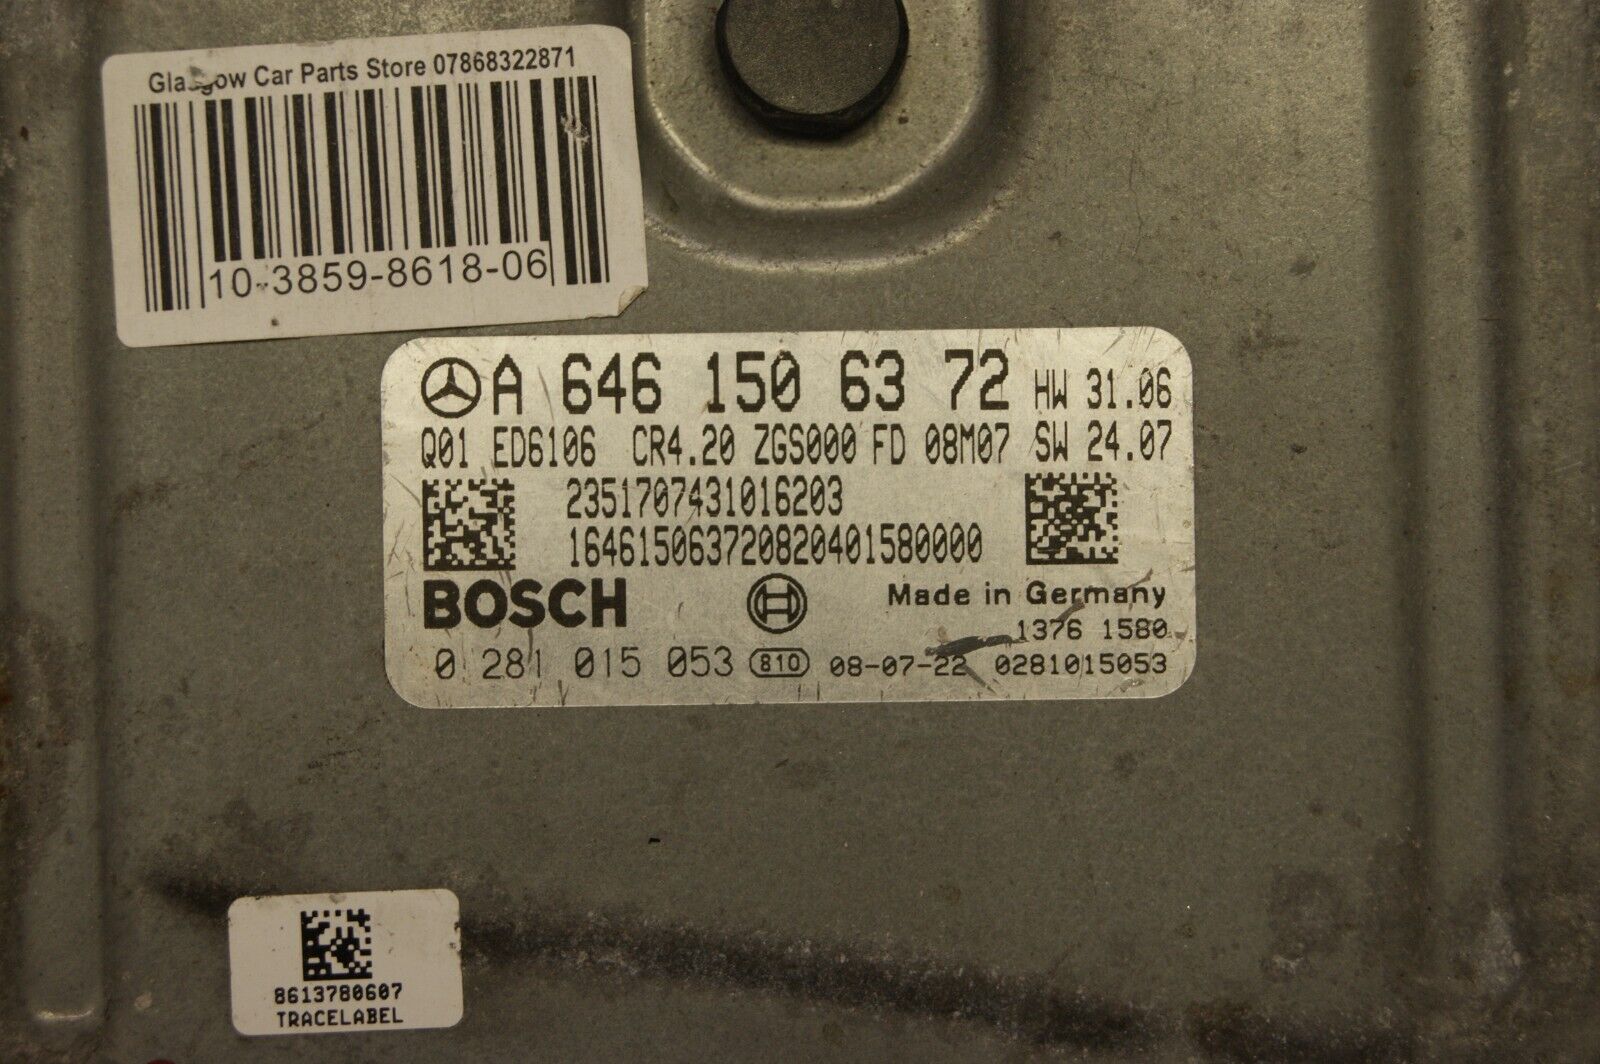 Glasgow Car Parts Store 07868322871
10-3859-8618-06
A 646 150 63 72 HW 31.06
Q01 ED6106 CR4.20 ZGS000 FD 08M07 SW 24.07
2351707431016203
164615063720820401580000
BOSCH Made in Germany
1376 1580
0 281 015 053 810 08-07-22 0281015053
8613780607
TRACELABEL